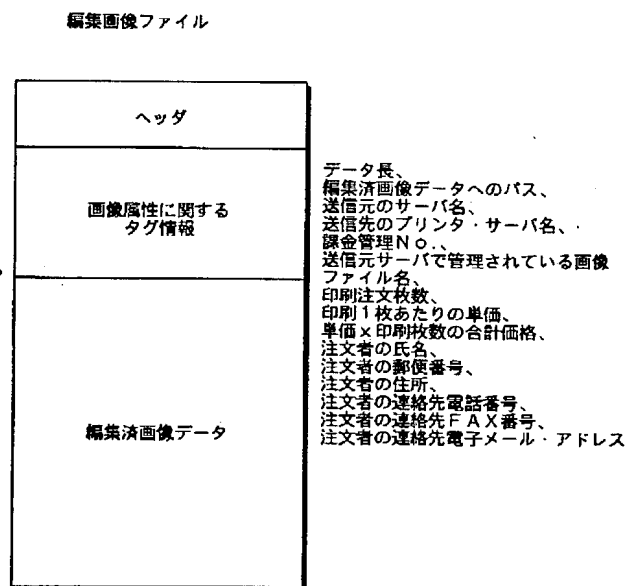 編集画像ファイル
ヘッダ
画像属性に関する
タグ情報
データ長、
編集済画像データへのパス、
送信元のサーバ名、
送信先のプリンタ・サーバ名、
課金管理No.、
送信元サーバで管理されている画像
ファイル名、
印刷注文枚数、
印刷1枚あたりの単価、
単価×印刷枚数の合計価格、
注文者の氏名、
注文者の郵便番号、
注文者の住所、
注文者の連絡先電話番号、
注文者の連絡先FAX番号、
注文者の連絡先電子メール・アドレス
編集済画像データ